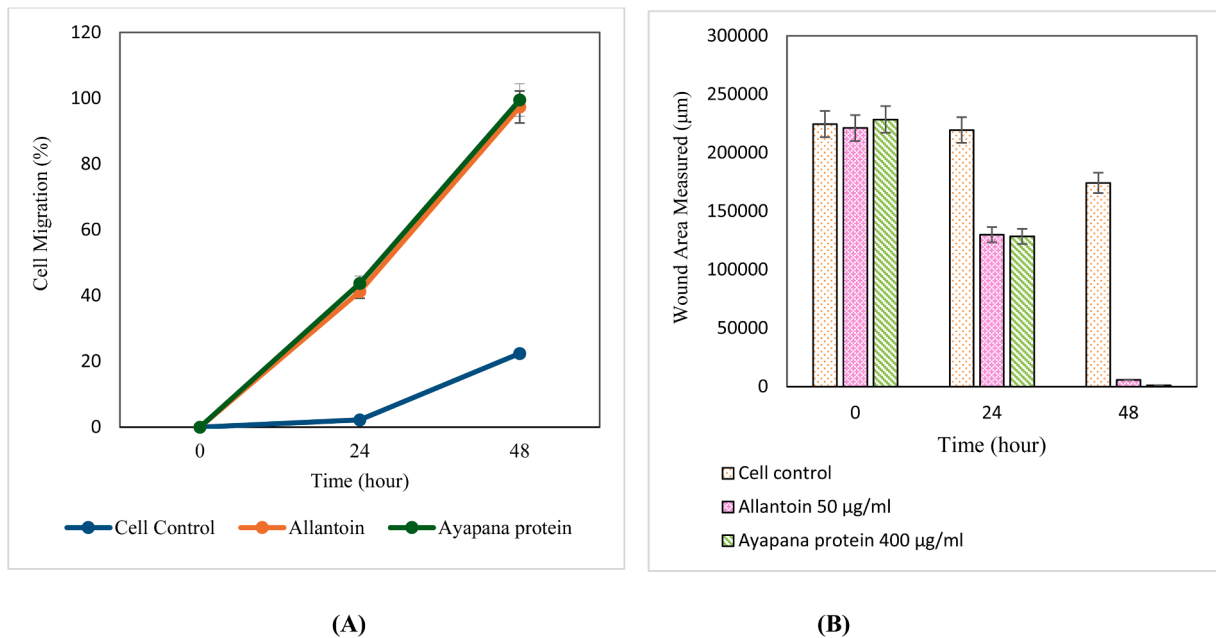 120
100
80
60
40
20
0
Cell Migration (%)
0 24 48
Time (hour)
Cell Control Allantoin Ayapana protein
(A)
300000
250000
200000
150000
100000
50000
0
Wound Area Measured (µm)
0 24 48
Time (hour)
Cell control
Allantoin 50 µg/ml
Ayapana protein 400 µg/ml
(B)